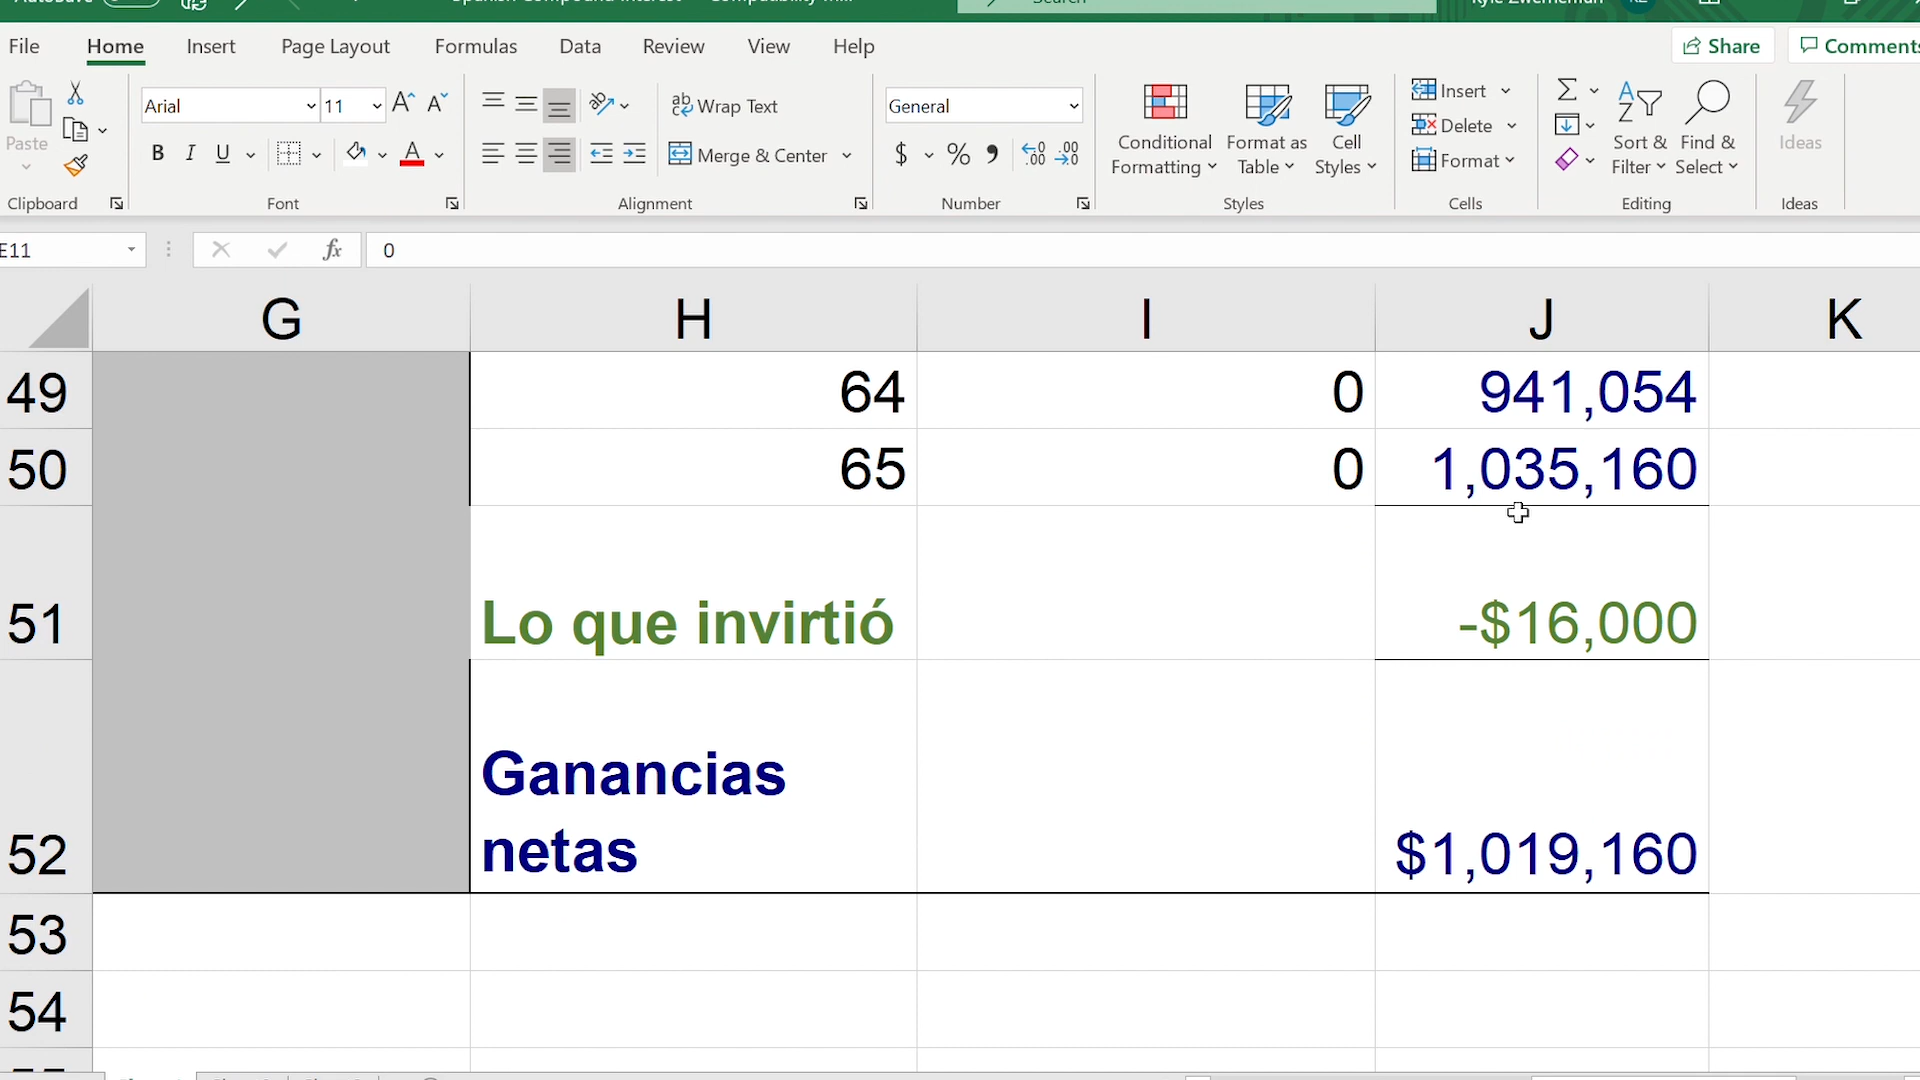 File Home Insert Page Layout Formulas Data Review View Help Share Comments
Paste Arial 11 Wrap Text General Conditional Formatting Format as Table Cell Styles Insert Sort & Filter Find & Select Ideas
B I U Merge & Center $ % Delete
Format
Clipboard Font Alignment Number Styles Cells Editing Ideas
E11 fx 0
G H I J K
49 64 0 941,054
50 65 0 1,035,160
51 Lo que invirtió -$16,000
52 Ganancias netas $1,019,160
53
54